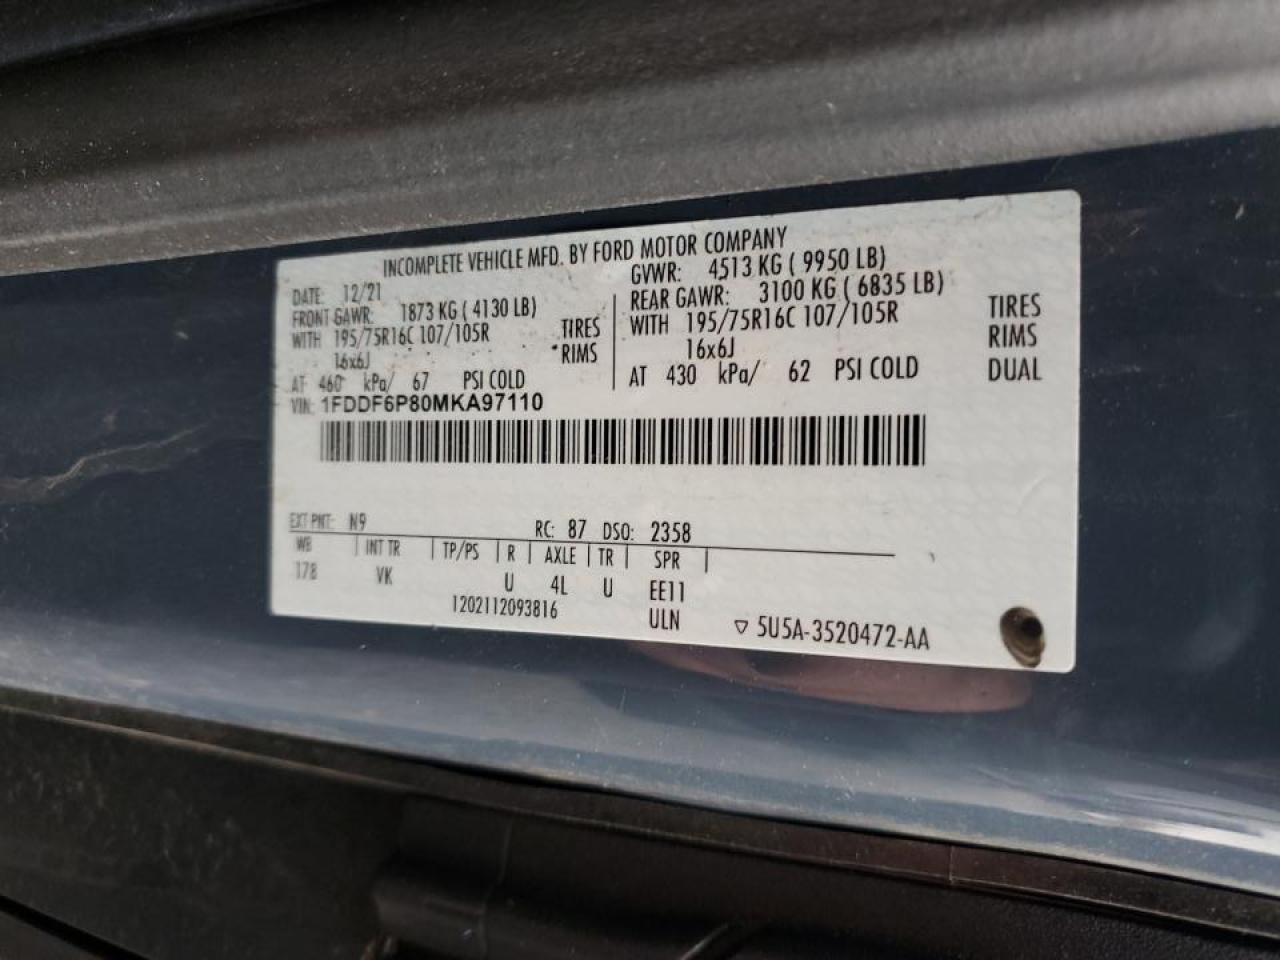 INCOMPLETE VEHICLE MFD. BY FORD MOTOR COMPANY
DATE: 12/21 GVWR: 4513 KG ( 9950 LB)
FRONT GAWR: 1873 KG ( 4130 LB) REAR GAWR: 3100 KG ( 6835 LB)
WITH 195/75R16C 107/105R TIRES WITH 195/75R16C 107/105R TIRES
16x6J RIMS 16x6J RIMS
AT 460 kPa/ 67 PSI COLD AT 430 kPa/ 62 PSI COLD DUAL
VIN: 1FDDF6P80MKA97110
EXT PNT: N9 RC: 87 DSO: 2358
WB | INT TR | TP/PS | R | AXLE | TR | SPR |
178 VK U 4L U EE11
1202112093816 ULN ▽ 5U5A-3520472-AA